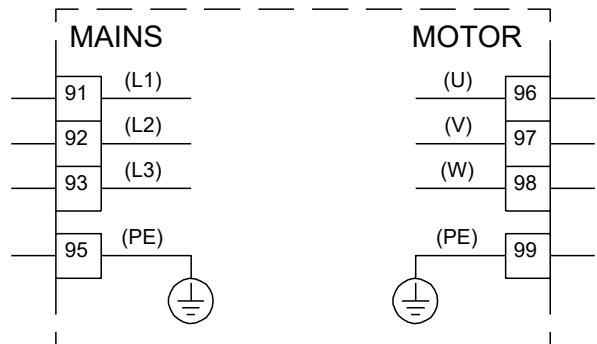 MAINS MOTOR
91 (L1) (U) 96
92 (L2) (V) 97
93 (L3) (W) 98
95 (PE) (PE) 99